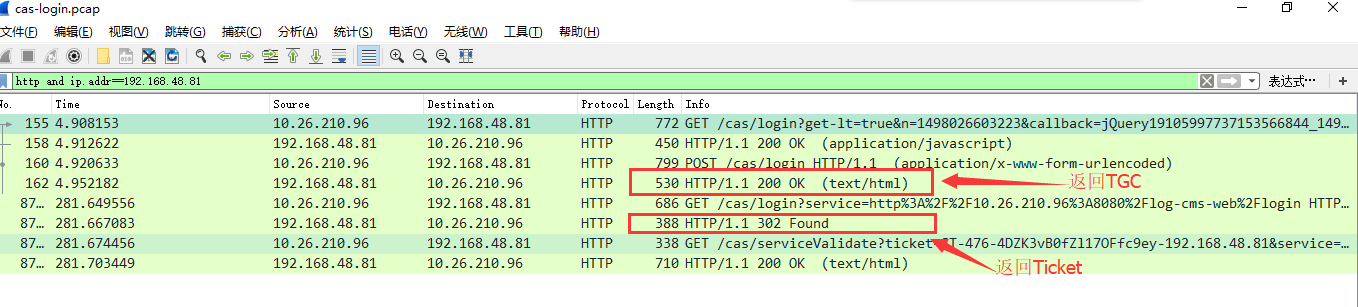 cas-login.pcap
文件(F) 编辑(E) 视图(V) 跳转(G) 捕获(C) 分析(A) 统计(S) 电话(Y) 无线(W) 工具(T) 帮助(H)
http and ip.addr==192.168.48.81 表达式… +
No. Time Source Destination Protocol Length Info
155 4.908153 10.26.210.96 192.168.48.81 HTTP 772 GET /cas/login?get-lt=true&n=1498026603223&callback=jQuery19105997737153566844_149…
158 4.912622 192.168.48.81 10.26.210.96 HTTP 450 HTTP/1.1 200 OK (application/javascript)
160 4.920633 10.26.210.96 192.168.48.81 HTTP 799 POST /cas/login HTTP/1.1 (application/x-www-form-urlencoded)
162 4.952182 192.168.48.81 10.26.210.96 HTTP 530 HTTP/1.1 200 OK (text/html) 返回TGC
87… 281.649556 10.26.210.96 192.168.48.81 HTTP 686 GET /cas/login?service=http%3A%2F%2F10.26.210.96%3A8080%2Flog-cms-web%2Flogin HTTP…
87… 281.667083 192.168.48.81 10.26.210.96 HTTP 388 HTTP/1.1 302 Found
87… 281.674456 10.26.210.96 192.168.48.81 HTTP 338 GET /cas/serviceValidate?ticket=ST-476-4DZK3vB0fZl17OFfc9ey-192.168.48.81&service=…
87… 281.703449 192.168.48.81 10.26.210.96 HTTP 710 HTTP/1.1 200 OK (text/html) 返回Ticket